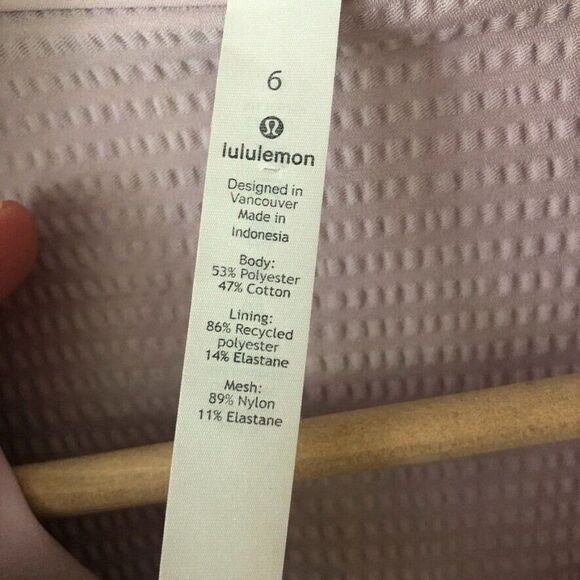 6
lululemon
Designed in
Vancouver
Made in
Indonesia
Body:
53% Polyester
47% Cotton
Lining:
86% Recycled
polyester
14% Elastane
Mesh:
89% Nylon
11% Elastane